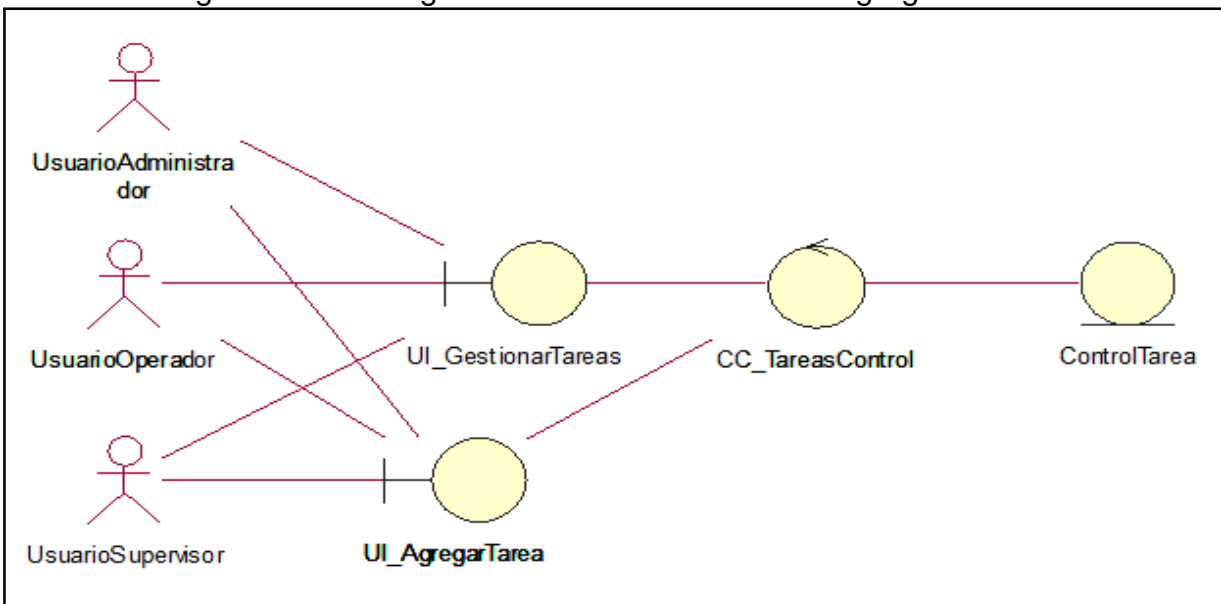 UsuarioAdministra
dor
UsuarioOperador
UI_GestionarTareas
CC_TareasControl
ControlTarea
UsuarioSupervisor
UI_AgregarTarea